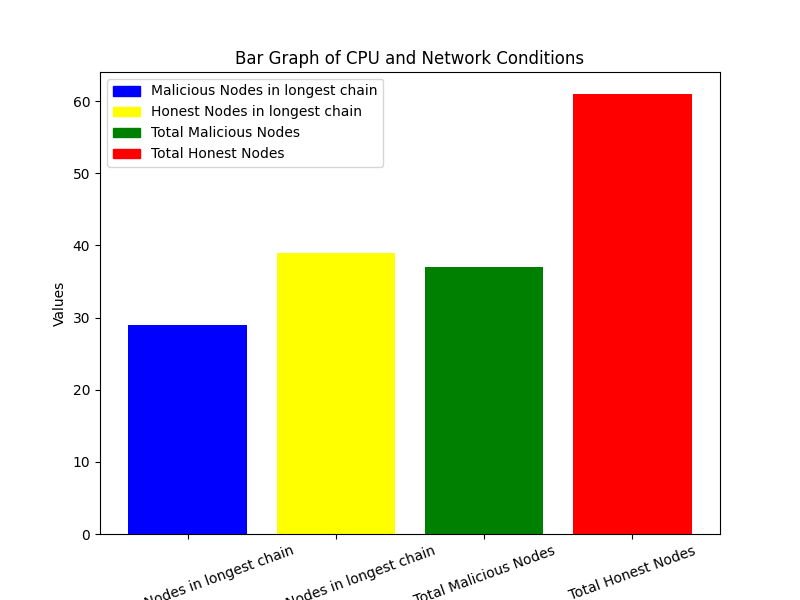 Bar Graph of CPU and Network Conditions
Malicious Nodes in longest chain
Honest Nodes in longest chain
Total Malicious Nodes
Total Honest Nodes
Values
60
50
40
30
20
10
0
Nodes in longest chain
Nodes in longest chain
Total Malicious Nodes
Total Honest Nodes